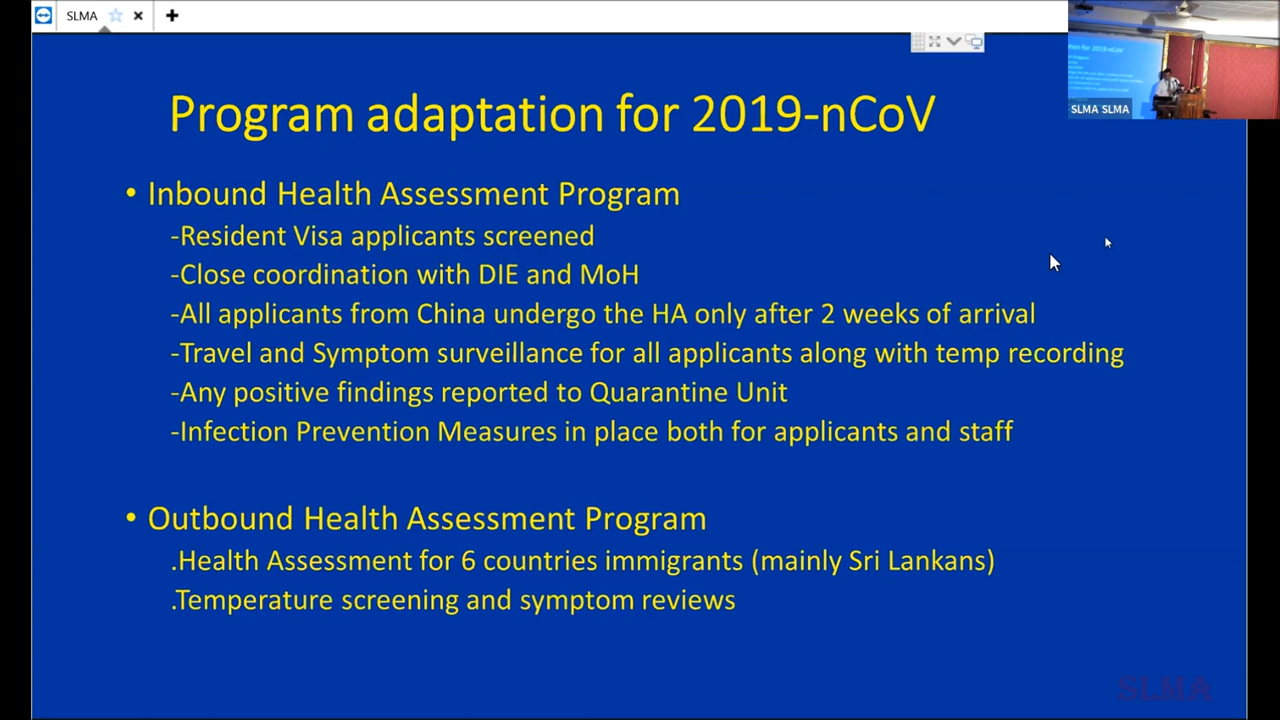 SLMA
Program adaptation for 2019-nCoV
SLMA SLMA
• Inbound Health Assessment Program
-Resident Visa applicants screened
-Close coordination with DIE and MoH
-All applicants from China undergo the HA only after 2 weeks of arrival
-Travel and Symptom surveillance for all applicants along with temp recording
-Any positive findings reported to Quarantine Unit
-Infection Prevention Measures in place both for applicants and staff
• Outbound Health Assessment Program
.Health Assessment for 6 countries immigrants (mainly Sri Lankans)
.Temperature screening and symptom reviews
SLMA